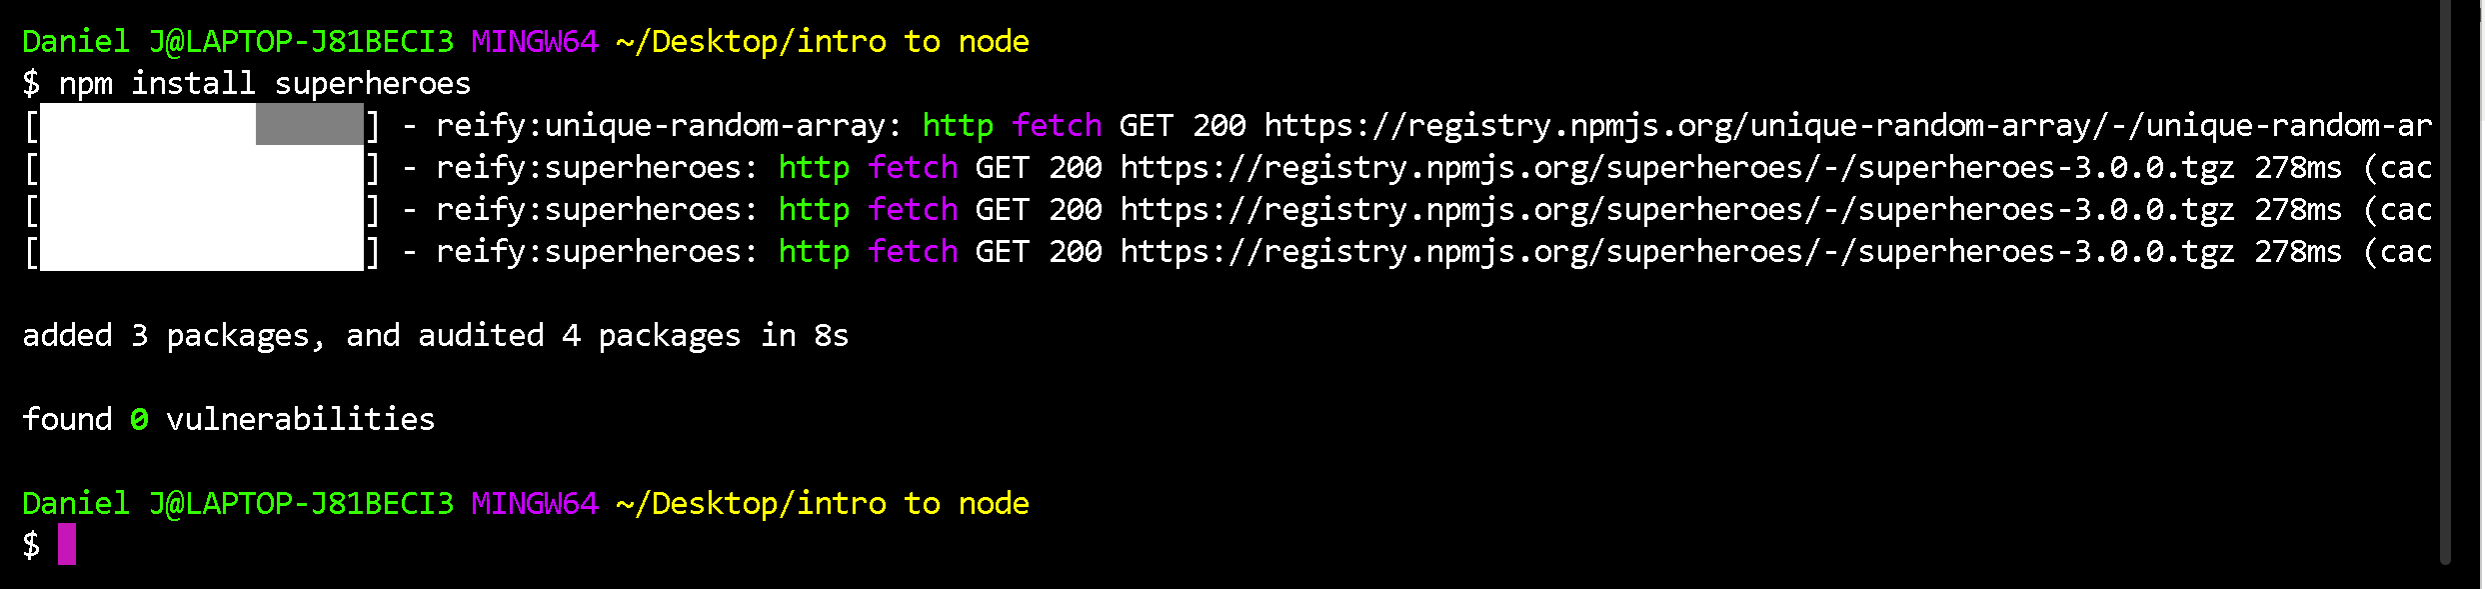 Daniel J@LAPTOP-J81BECI3 MINGW64 ~/Desktop/intro to node
$ npm install superheroes
[ ] - reify:unique-random-array: http fetch GET 200 https://registry.npmjs.org/unique-random-array/-/unique-random-ar
[ ] - reify:superheroes: http fetch GET 200 https://registry.npmjs.org/superheroes/-/superheroes-3.0.0.tgz 278ms (cac
[ ] - reify:superheroes: http fetch GET 200 https://registry.npmjs.org/superheroes/-/superheroes-3.0.0.tgz 278ms (cac
[ ] - reify:superheroes: http fetch GET 200 https://registry.npmjs.org/superheroes/-/superheroes-3.0.0.tgz 278ms (cac
added 3 packages, and audited 4 packages in 8s
found 0 vulnerabilities
Daniel J@LAPTOP-J81BECI3 MINGW64 ~/Desktop/intro to node
$